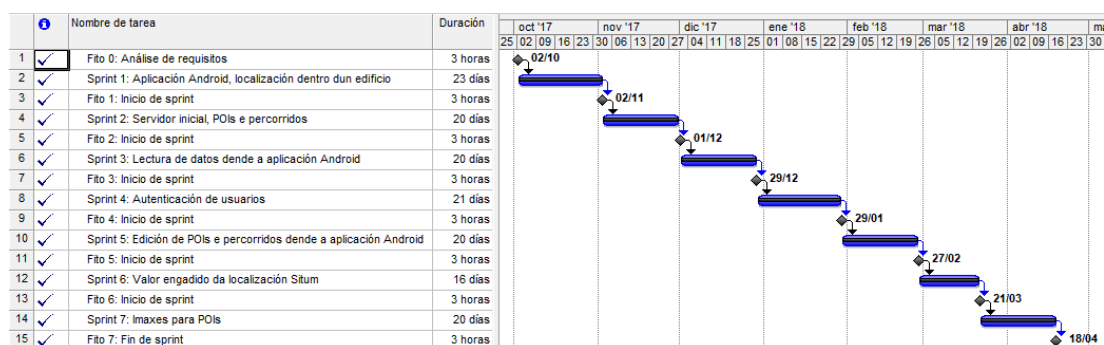 Nombre de tarea Duración oct '17 nov '17 dic '17 ene '18 feb '18 mar '18 abr '18 ma
25 02 09 16 23 30 06 13 20 27 04 11 18 25 01 08 15 22 29 05 12 19 26 05 12 19 26 02 09 16 23 30
1 Fito 0: Análise de requisitos 3 horas 02/10
2 Sprint 1: Aplicación Android, localización dentro dun edificio 23 días
3 Fito 1: Inicio de sprint 3 horas 02/11
4 Sprint 2: Servidor inicial, POIs e percorridos 20 días
5 Fito 2: Inicio de sprint 3 horas 01/12
6 Sprint 3: Lectura de datos dende a aplicación Android 20 días
7 Fito 3: Inicio de sprint 3 horas 29/12
8 Sprint 4: Autenticación de usuarios 21 días
9 Fito 4: Inicio de sprint 3 horas 29/01
10 Sprint 5: Edición de POIs e percorridos dende a aplicación Android 20 días
11 Fito 5: Inicio de sprint 3 horas 27/02
12 Sprint 6: Valor engadido da localización Situm 16 días
13 Fito 6: Inicio de sprint 3 horas 21/03
14 Sprint 7: Imaxes para POIs 20 días
15 Fito 7: Fin de sprint 3 horas 18/04